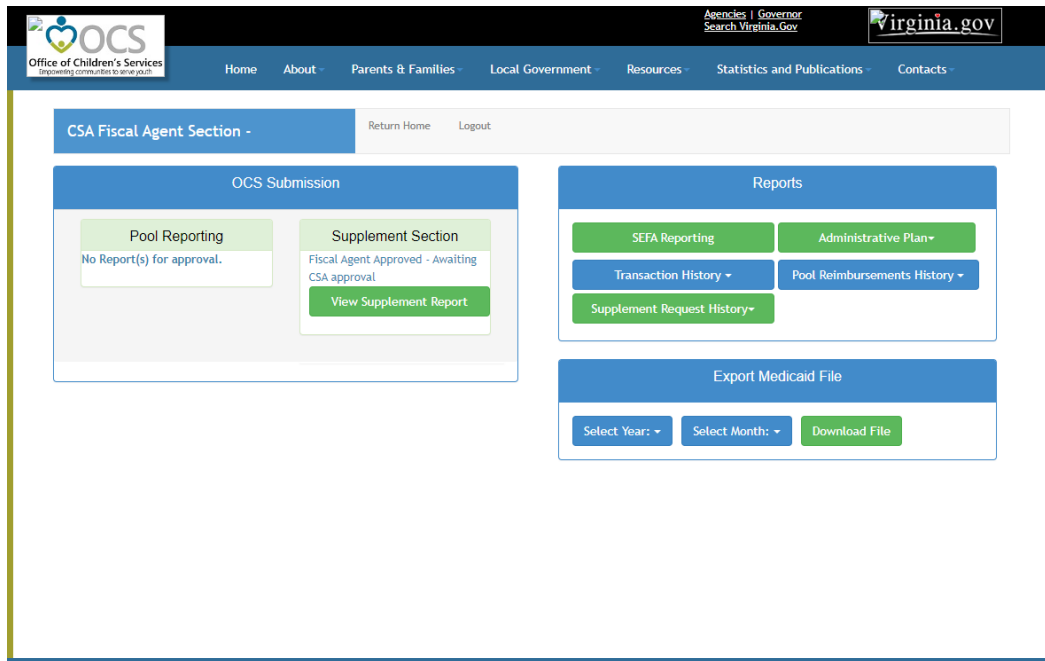 Agencies | Governor
Search Virginia.Gov
Virginia.gov
OCS
Office of Children's Services
Empowering communities to serve youth
Home About Parents & Families Local Government Resources Statistics and Publications Contacts
CSA Fiscal Agent Section -
Return Home Logout
OCS Submission
Pool Reporting
No Report(s) for approval.
Supplement Section
Fiscal Agent Approved - Awaiting
CSA approval
View Supplement Report
Reports
SEFA Reporting
Administrative Plan
Transaction History
Pool Reimbursements History
Supplement Request History
Export Medicaid File
Select Year:
Select Month:
Download File